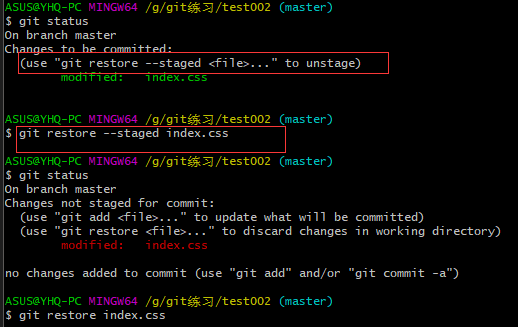 ASUS@YHQ-PC MINGW64 /g/git练习/test002 (master)
$ git status
On branch master
Changes to be committed:
(use "git restore --staged <file>..." to unstage)
modified: index.css
ASUS@YHQ-PC MINGW64 /g/git练习/test002 (master)
$ git restore --staged index.css
ASUS@YHQ-PC MINGW64 /g/git练习/test002 (master)
$ git status
On branch master
Changes not staged for commit:
(use "git add <file>..." to update what will be committed)
(use "git restore <file>..." to discard changes in working directory)
modified: index.css
no changes added to commit (use "git add" and/or "git commit -a")
ASUS@YHQ-PC MINGW64 /g/git练习/test002 (master)
$ git restore index.css